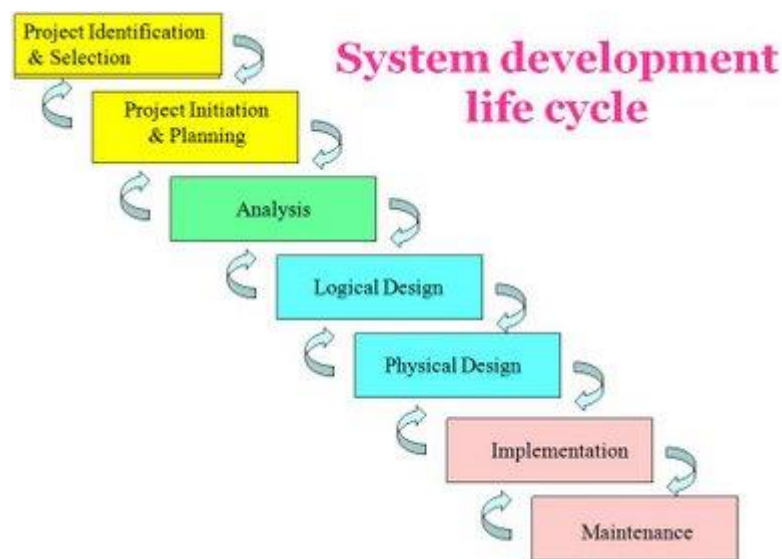 System development
life cycle
Project Identification
& Selection
Project Initiation
& Planning
Analysis
Logical Design
Physical Design
Implementation
Maintenance